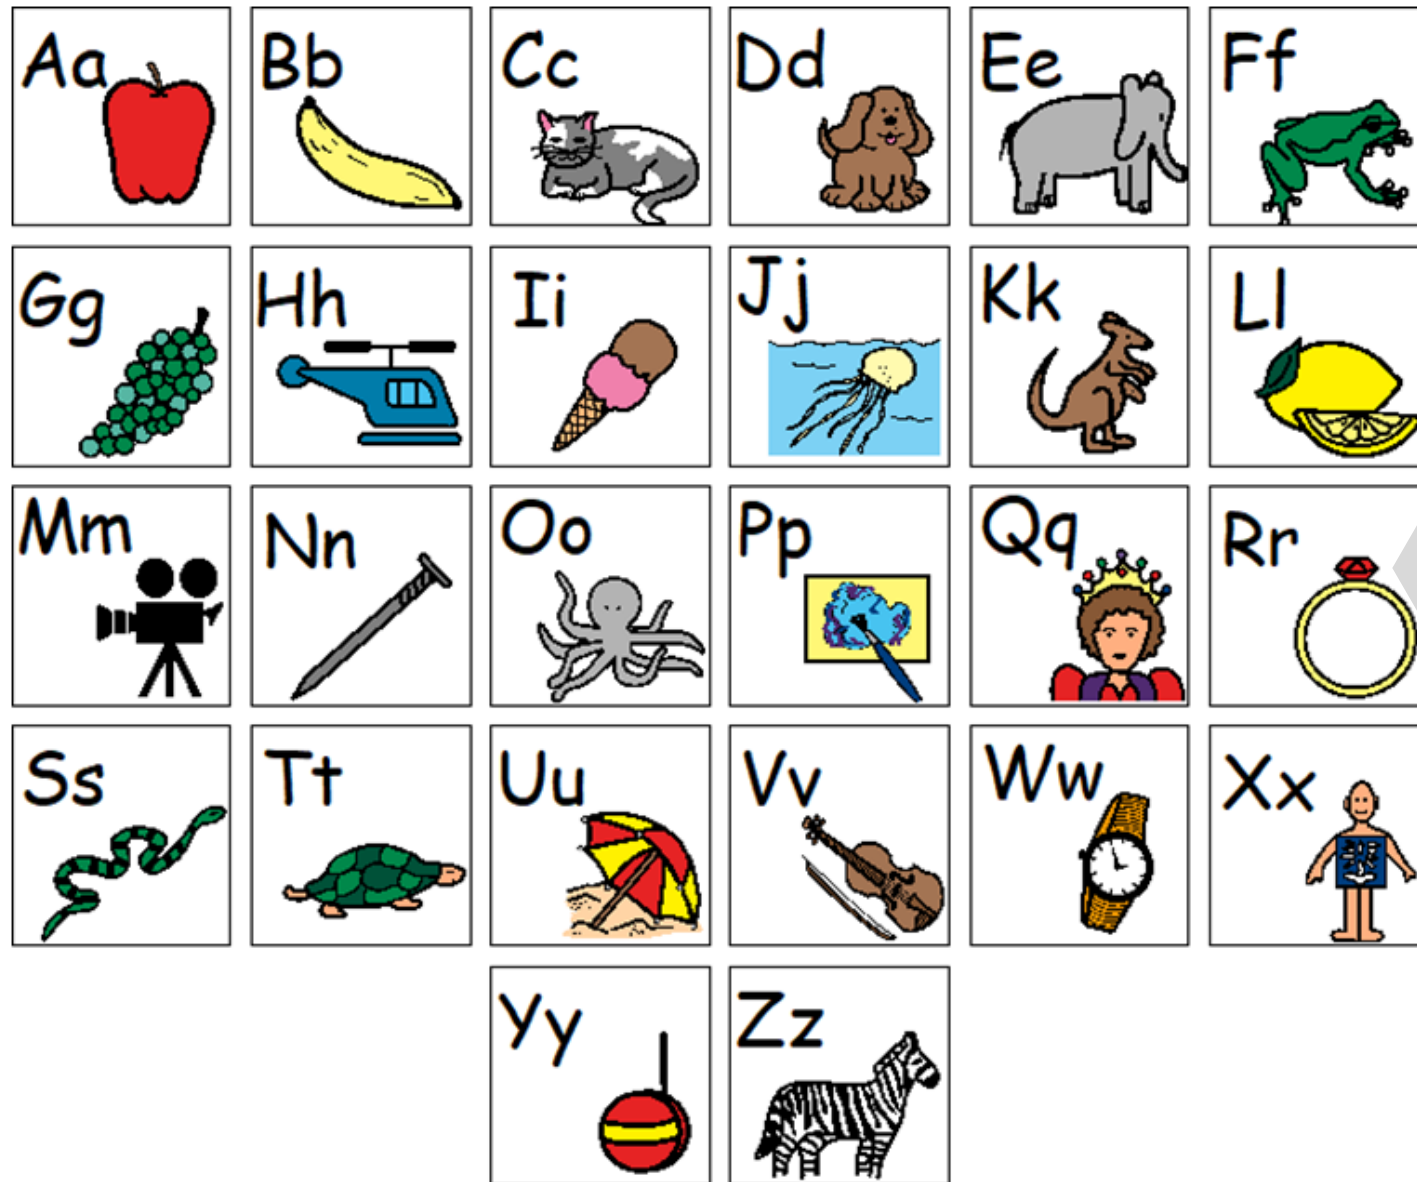 Aa Bb Cc Dd Ee Ff
Gg Hh Ii Jj Kk Ll
Mm Nn Oo Pp Qq Rr
Ss Tt Uu Vv Ww Xx
Yy Zz